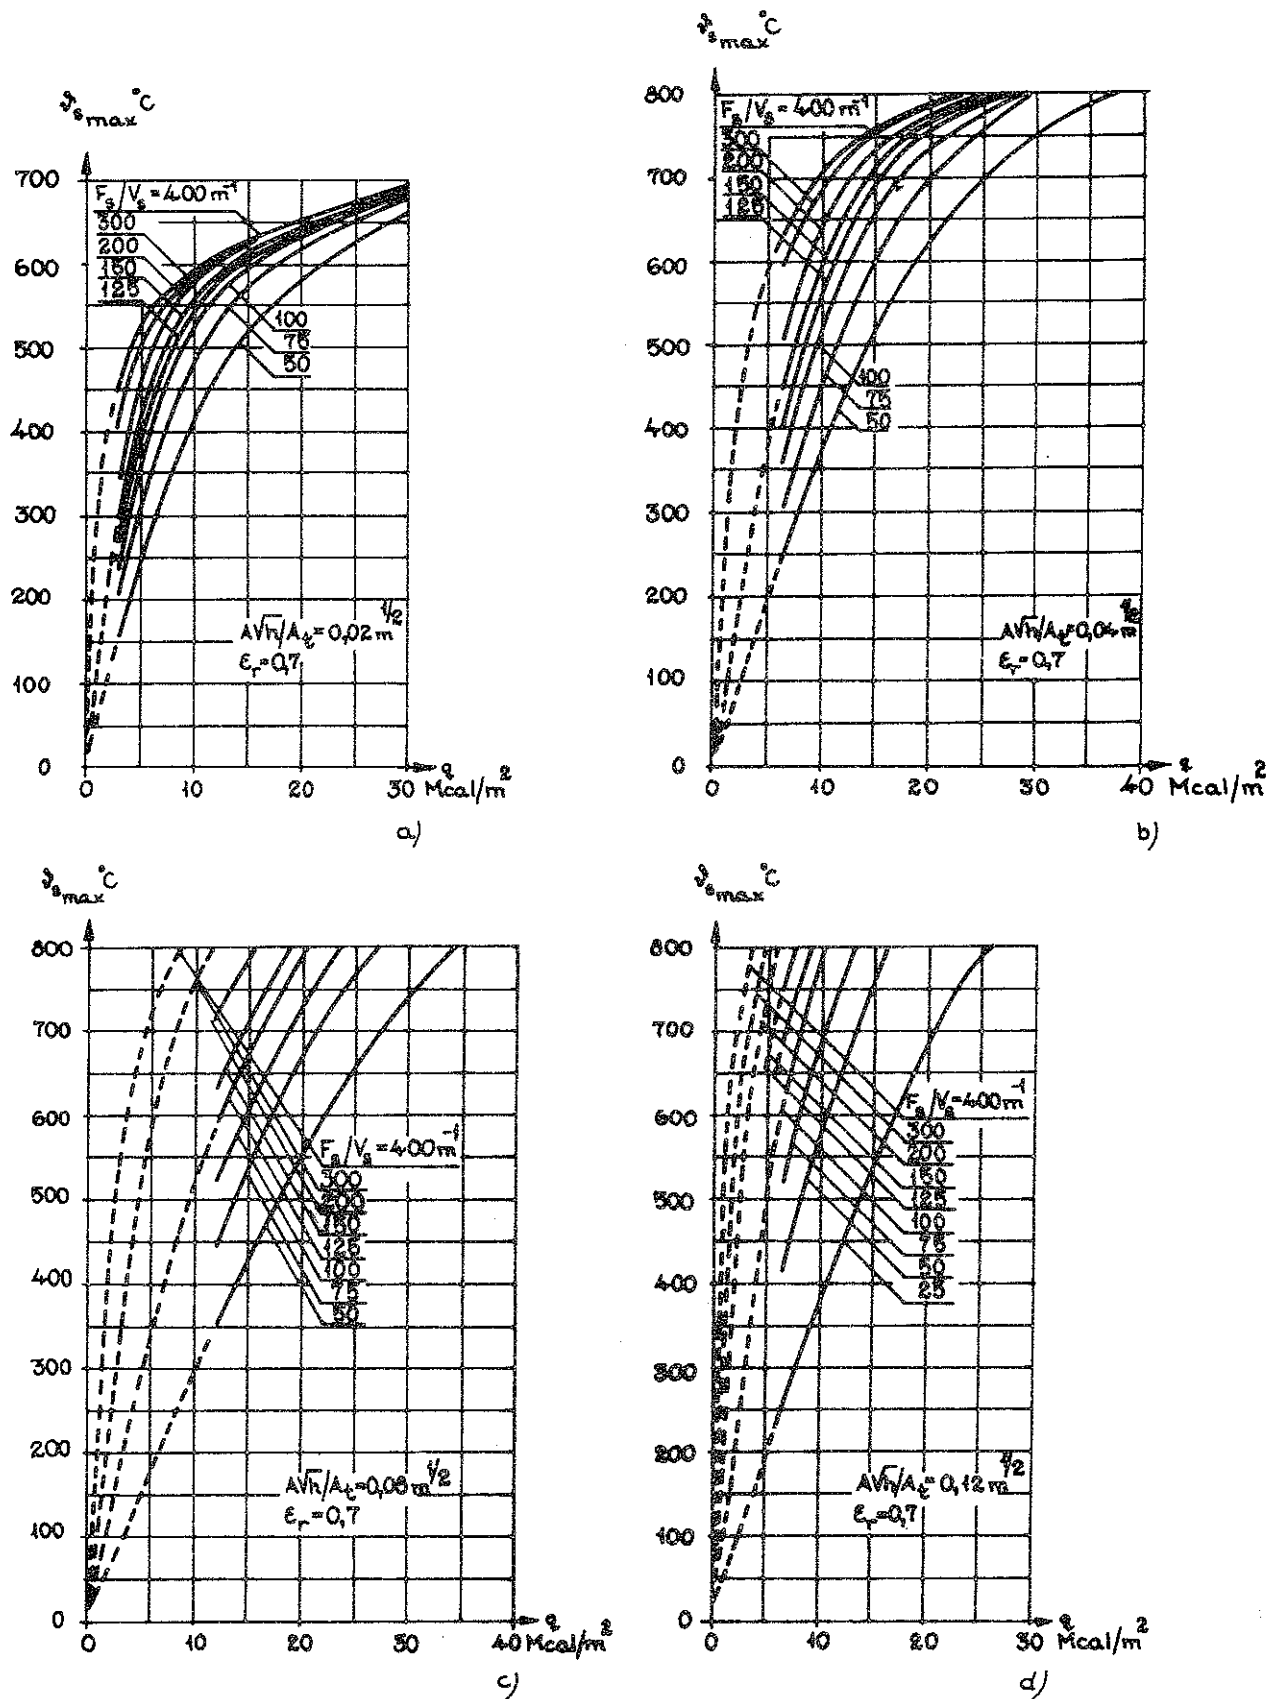 ϑs max °C
700
600
500
400
300
200
100
0
Fs/Vs = 400 m⁻¹
300
200
150
125
100
75
50
A√h/At = 0,02 m 1/2
εr = 0,7
0 10 20 30 Mcal/m²
q
a)
ϑs max °C
800
700
600
500
400
300
200
100
0
Fs/Vs = 400 m⁻¹
300
200
150
125
100
75
50
A√h/At = 0,04 m 1/2
εr = 0,7
0 10 20 30 40 Mcal/m²
q
b)
ϑs max °C
800
700
600
500
400
300
200
100
0
Fs/Vs = 400 m⁻¹
300
200
150
125
100
75
50
A√h/At = 0,08 m 1/2
εr = 0,7
0 10 20 30 40 Mcal/m²
q
c)
ϑs max °C
800
700
600
500
400
300
200
100
0
Fs/Vs = 400 m⁻¹
300
200
150
125
100
75
50
25
A√h/At = 0,12 m 1/2
εr = 0,7
0 10 20 30 Mcal/m²
q
d)